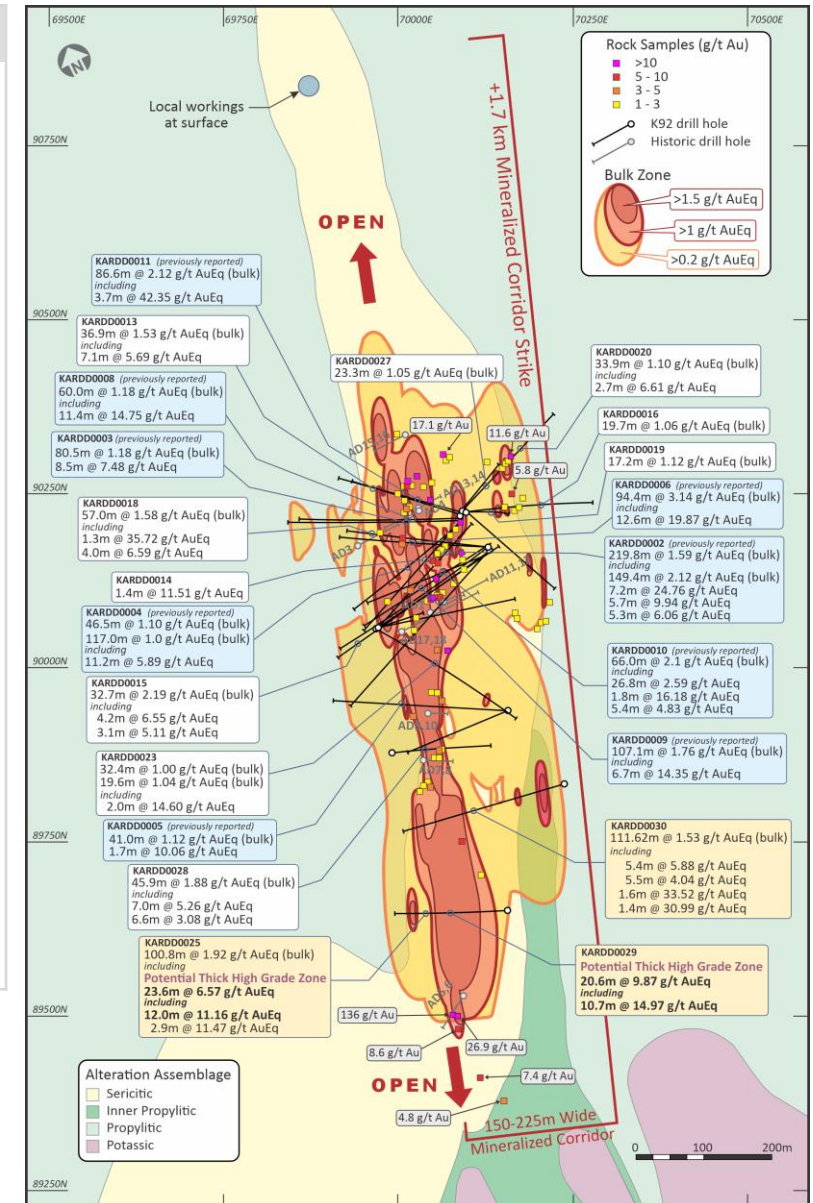 69500E
69750E
70000E
70250E
70500E
N
Rock Samples (g/t Au)
>10
5 - 10
3 - 5
1 - 3
K92 drill hole
Historic drill hole
Bulk Zone
>1.5 g/t AuEq
>1 g/t AuEq
>0.2 g/t AuEq
Local workings
at surface
+1.7 km Mineralized Corridor Strike
90750N
OPEN
KARDD0011 (previously reported)
86.6m @ 2.12 g/t AuEq (bulk)
including
3.7m @ 42.35 g/t AuEq
90500N
KARDD0013
36.9m @ 1.53 g/t AuEq (bulk)
including
7.1m @ 5.69 g/t AuEq
KARDD0027
23.3m @ 1.05 g/t AuEq (bulk)
KARDD0020
33.9m @ 1.10 g/t AuEq (bulk)
including
2.7m @ 6.61 g/t AuEq
KARDD0008 (previously reported)
60.0m @ 1.18 g/t AuEq (bulk)
including
11.4m @ 14.75 g/t AuEq
KARDD0016
19.7m @ 1.06 g/t AuEq (bulk)
17.1 g/t Au
11.6 g/t Au
5.8 g/t Au
AD15,16
AD13,14
KARDD0003 (previously reported)
80.5m @ 1.18 g/t AuEq (bulk)
8.5m @ 7.48 g/t AuEq
KARDD0019
17.2m @ 1.12 g/t AuEq (bulk)
90250N
KARDD0006 (previously reported)
94.4m @ 3.14 g/t AuEq (bulk)
including
12.6m @ 19.87 g/t AuEq
KARDD0018
57.0m @ 1.58 g/t AuEq (bulk)
including
1.3m @ 35.72 g/t AuEq
4.0m @ 6.59 g/t AuEq
AD3
KARDD0002 (previously reported)
219.8m @ 1.59 g/t AuEq (bulk)
including
149.4m @ 2.12 g/t AuEq
7.2m @ 24.76 g/t AuEq
5.7m @ 9.94 g/t AuEq
5.3m @ 6.06 g/t AuEq
KARDD0014
1.4m @ 11.51 g/t AuEq
KARDD0004 (previously reported)
46.5m @ 1.10 g/t AuEq (bulk)
117.0m @ 1.0 g/t AuEq (bulk)
including
11.2m @ 5.89 g/t AuEq
90000N
KARDD0010 (previously reported)
66.0m @ 2.1 g/t AuEq (bulk)
26.8m @ 2.59 g/t AuEq
1.8m @ 16.18 g/t AuEq
5.4m @ 4.83 g/t AuEq
KARDD0015
32.7m @ 2.19 g/t AuEq (bulk)
including
4.2m @ 6.55 g/t AuEq
3.1m @ 5.11 g/t AuEq
KARDD0009 (previously reported)
107.1m @ 1.76 g/t AuEq (bulk)
including
6.7m @ 14.35 g/t AuEq
KARDD0023
32.4m @ 1.00 g/t AuEq (bulk)
19.6m @ 1.04 g/t AuEq (bulk)
including
2.0m @ 14.60 g/t AuEq
89750N
KARDD0005 (previously reported)
41.0m @ 1.12 g/t AuEq (bulk)
1.7m @ 10.06 g/t AuEq
KARDD0030
111.62m @ 1.53 g/t AuEq (bulk)
including
5.4m @ 5.88 g/t AuEq
5.5m @ 4.04 g/t AuEq
1.6m @ 33.52 g/t AuEq
1.4m @ 30.99 g/t AuEq
KARDD0028
45.9m @ 1.88 g/t AuEq (bulk)
including
7.0m @ 5.26 g/t AuEq
6.6m @ 3.08 g/t AuEq
KARDD0025
100.8m @ 1.92 g/t AuEq (bulk)
including
Potential Thick High Grade Zone
23.6m @ 6.57 g/t AuEq
including
12.0m @ 11.16 g/t AuEq
2.9m @ 11.47 g/t AuEq
KARDD0029
Potential Thick High Grade Zone
20.6m @ 9.87 g/t AuEq
including
10.7m @ 14.97 g/t AuEq
89500N
136 g/t Au
26.9 g/t Au
8.6 g/t Au
7.4 g/t Au
OPEN
4.8 g/t Au
150-225m Wide
Mineralized Corridor
Alteration Assemblage
Sericitic
Inner Propylitic
Propylitic
Potassic
0 100 200m
89250N